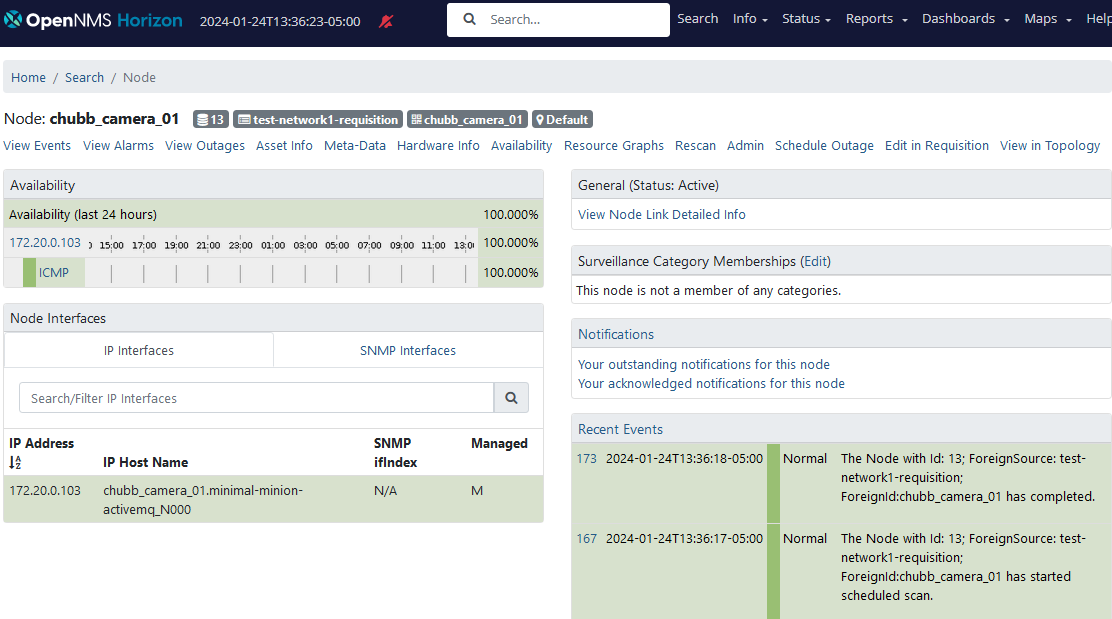 OpenNMS Horizon 2024-01-24T13:36:23-05:00 Search... Search Info Status Reports Dashboards Maps Help
Home / Search / Node
Node: chubb_camera_01 13 test-network1-requisition chubb_camera_01 Default
View Events View Alarms View Outages Asset Info Meta-Data Hardware Info Availability Resource Graphs Rescan Admin Schedule Outage Edit in Requisition View in Topology
Availability
Availability (last 24 hours) 100.000%
172.20.0.103 15:00 17:00 19:00 21:00 23:00 01:00 03:00 05:00 07:00 09:00 11:00 13:0 100.000%
ICMP 100.000%
Node Interfaces
IP Interfaces SNMP Interfaces
Search/Filter IP Interfaces
IP Address IP Host Name SNMP ifIndex Managed
172.20.0.103 chubb_camera_01.minimal-minion- N/A M
activemq_N000
General (Status: Active)
View Node Link Detailed Info
Surveillance Category Memberships (Edit)
This node is not a member of any categories.
Notifications
Your outstanding notifications for this node
Your acknowledged notifications for this node
Recent Events
173 2024-01-24T13:36:18-05:00 Normal The Node with Id: 13; ForeignSource: test-
network1-requisition;
ForeignId:chubb_camera_01 has completed.
167 2024-01-24T13:36:17-05:00 Normal The Node with Id: 13; ForeignSource: test-
network1-requisition;
ForeignId:chubb_camera_01 has started
scheduled scan.